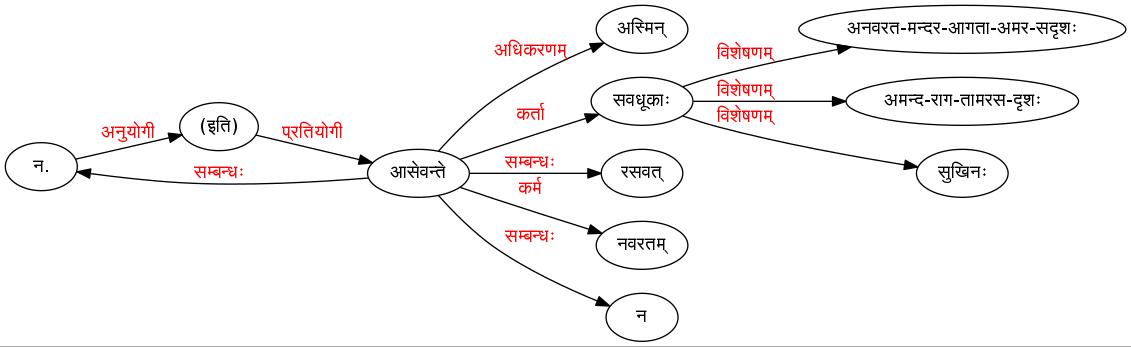 अस्मिन्
अनवरत-मन्दर-आगता-अमर-सदृशः
अधिकरणम्
विशेषणम्
सवधूकाः
विशेषणम्
अमन्द-राग-तामरस-दृशः
कर्ता
विशेषणम्
अनुयोगी
(इति)
प्रतियोगी
न.
सम्बन्धः
आसेवन्ते
सम्बन्धः
रसवत्
सुखिनः
कर्म
सम्बन्धः
नवरतम्
न